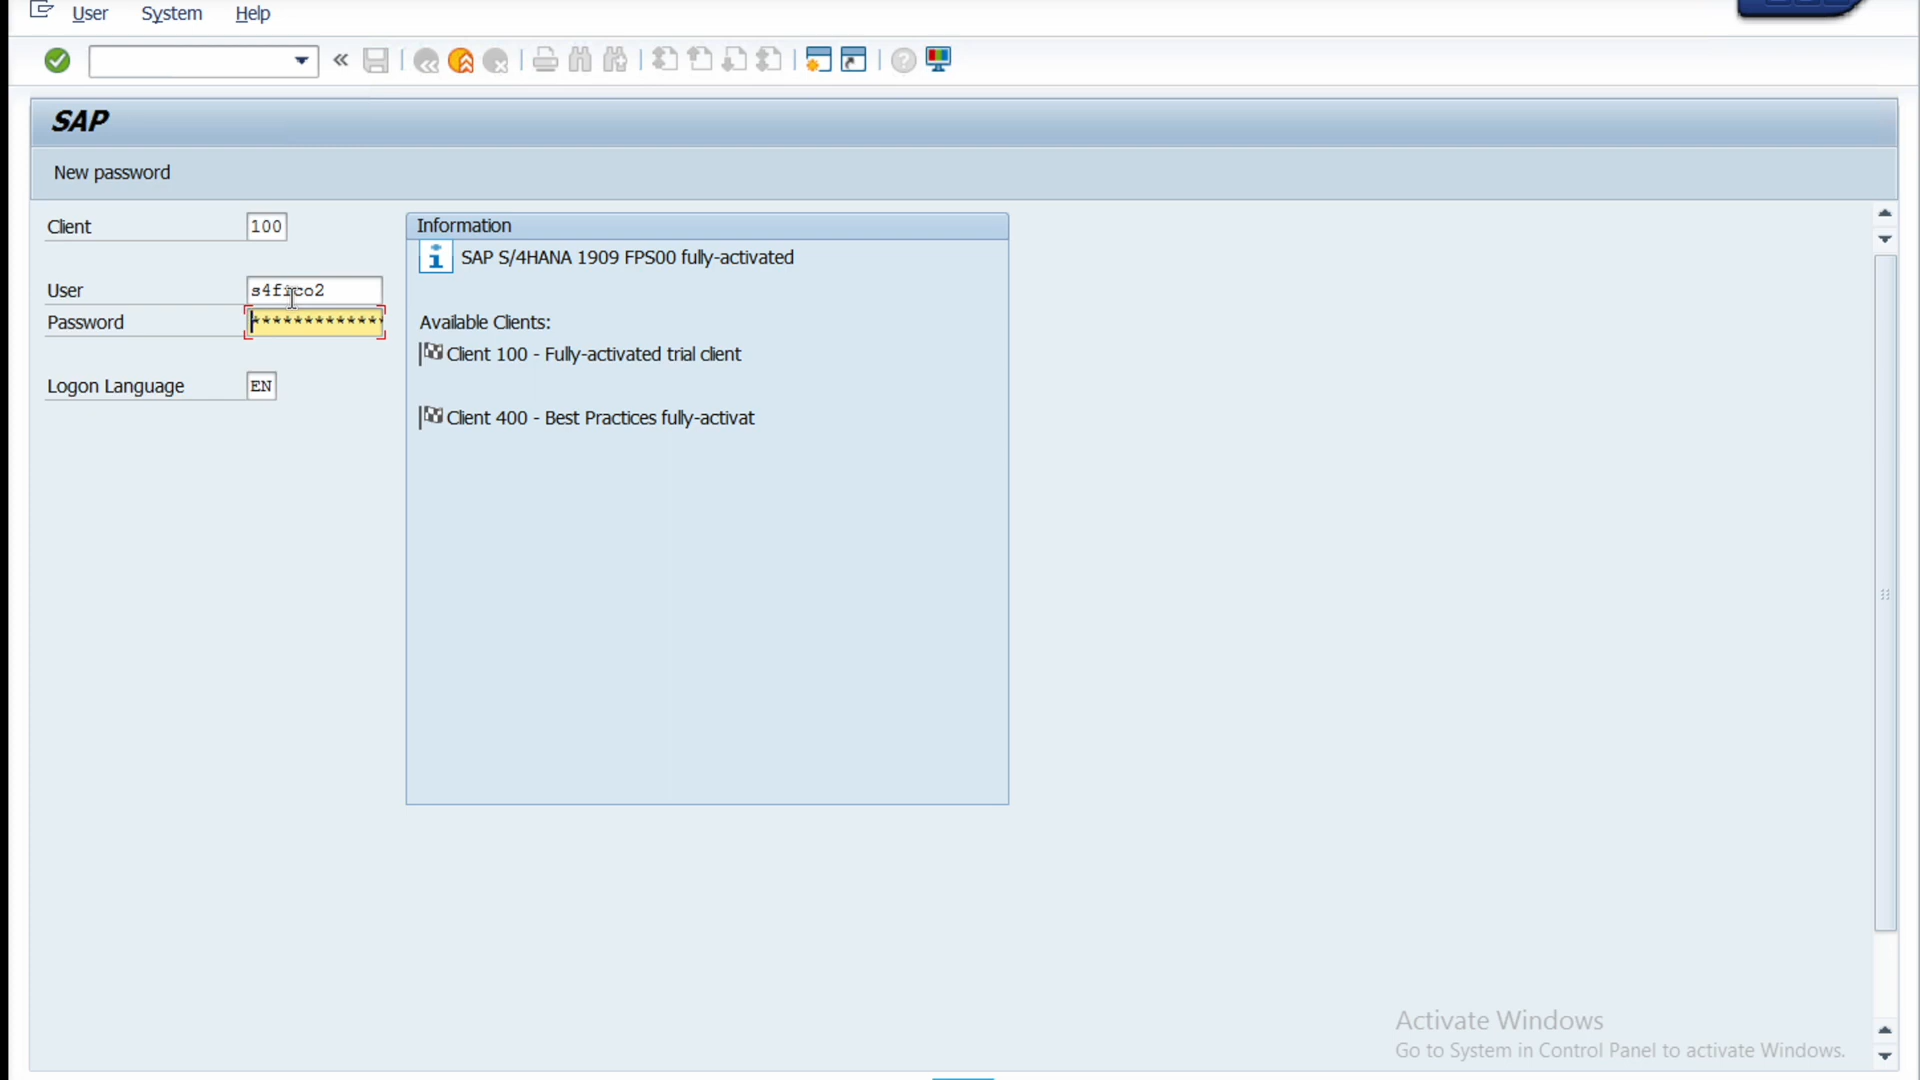 User System Help
SAP
New password
Client 100
Information
SAP S/4HANA 1909 FPS00 fully-activated
User s4fico2
Password *************
Available Clients:
Client 100 - Fully-activated trial client
Logon Language EN
Client 400 - Best Practices fully-activat
Activate Windows
Go to System in Control Panel to activate Windows.